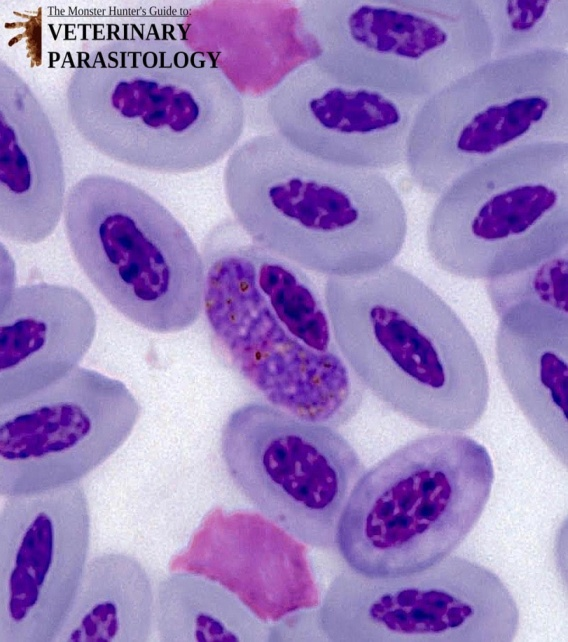 The Monster Hunter's Guide to:
VETERINARY
PARASITOLOGY